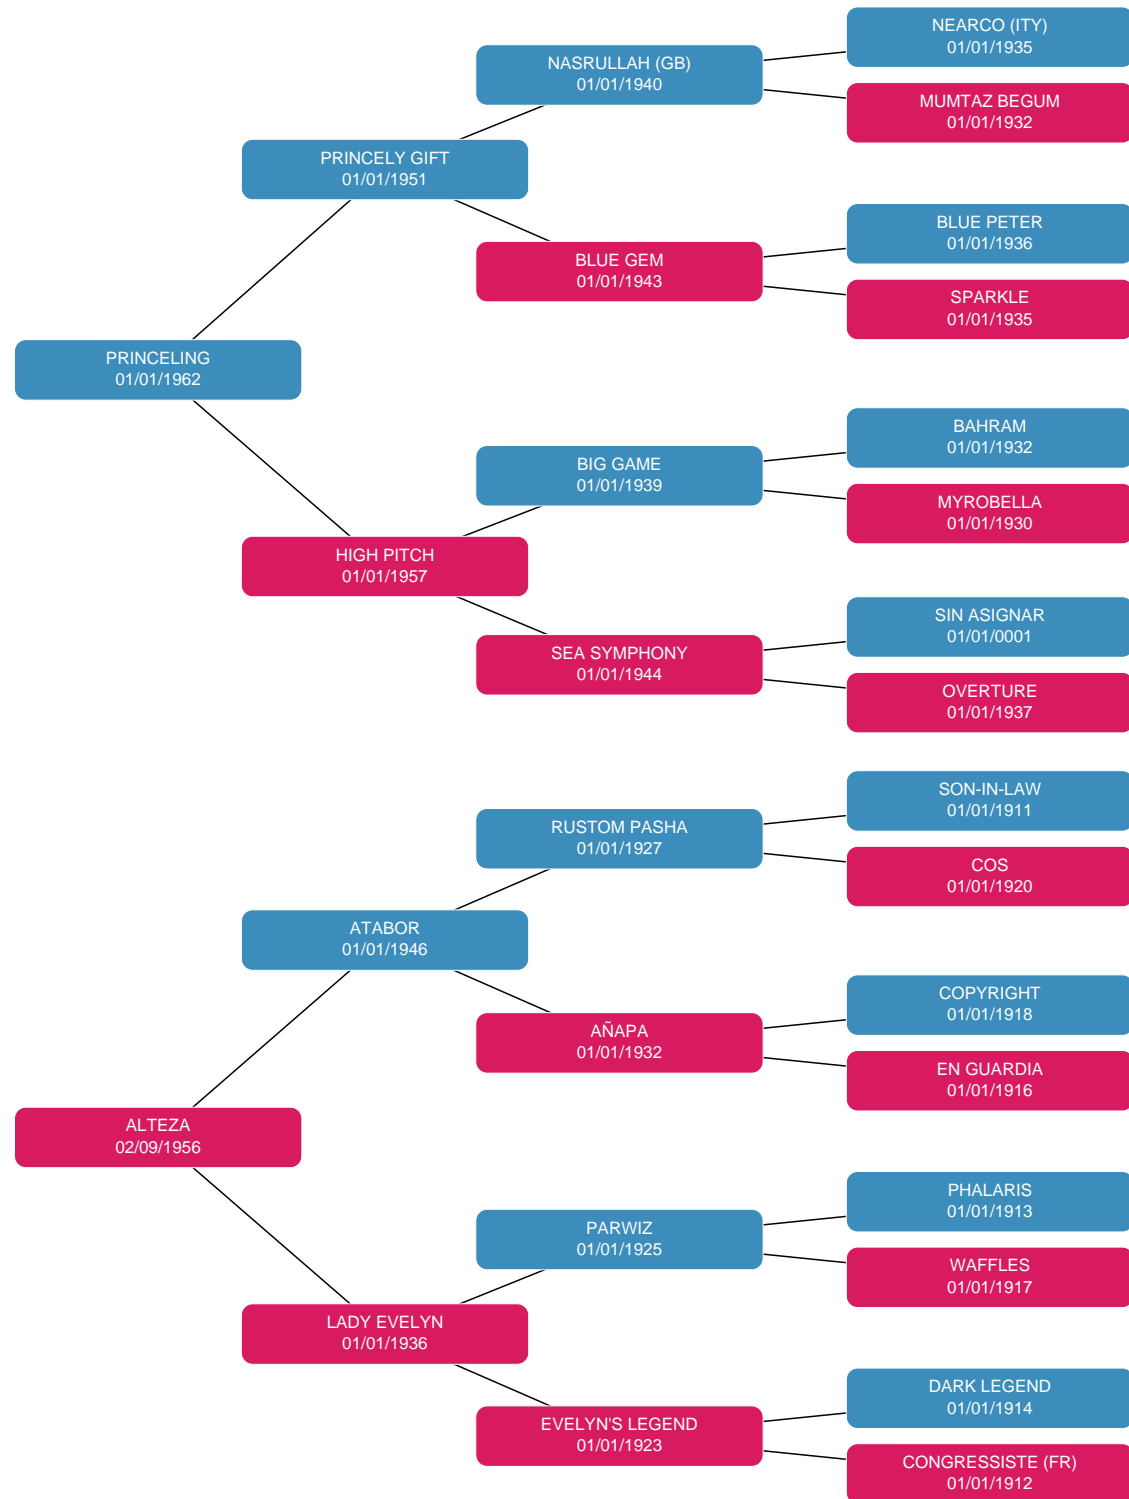 NEARCO (ITY)
01/01/1935
NASRULLAH (GB)
01/01/1940
MUMTAZ BEGUM
01/01/1932
PRINCELY GIFT
01/01/1951
BLUE PETER
01/01/1936
BLUE GEM
01/01/1943
SPARKLE
01/01/1935
PRINCELING
01/01/1962
BAHRAM
01/01/1932
BIG GAME
01/01/1939
MYROBELLA
01/01/1930
HIGH PITCH
01/01/1957
SIN ASIGNAR
01/01/0001
SEA SYMPHONY
01/01/1944
OVERTURE
01/01/1937
SON-IN-LAW
01/01/1911
RUSTOM PASHA
01/01/1927
COS
01/01/1920
ATABOR
01/01/1946
COPYRIGHT
01/01/1918
AÑAPA
01/01/1932
EN GUARDIA
01/01/1916
ALTEZA
02/09/1956
PHALARIS
01/01/1913
PARWIZ
01/01/1925
WAFFLES
01/01/1917
LADY EVELYN
01/01/1936
DARK LEGEND
01/01/1914
EVELYN'S LEGEND
01/01/1923
CONGRESSISTE (FR)
01/01/1912